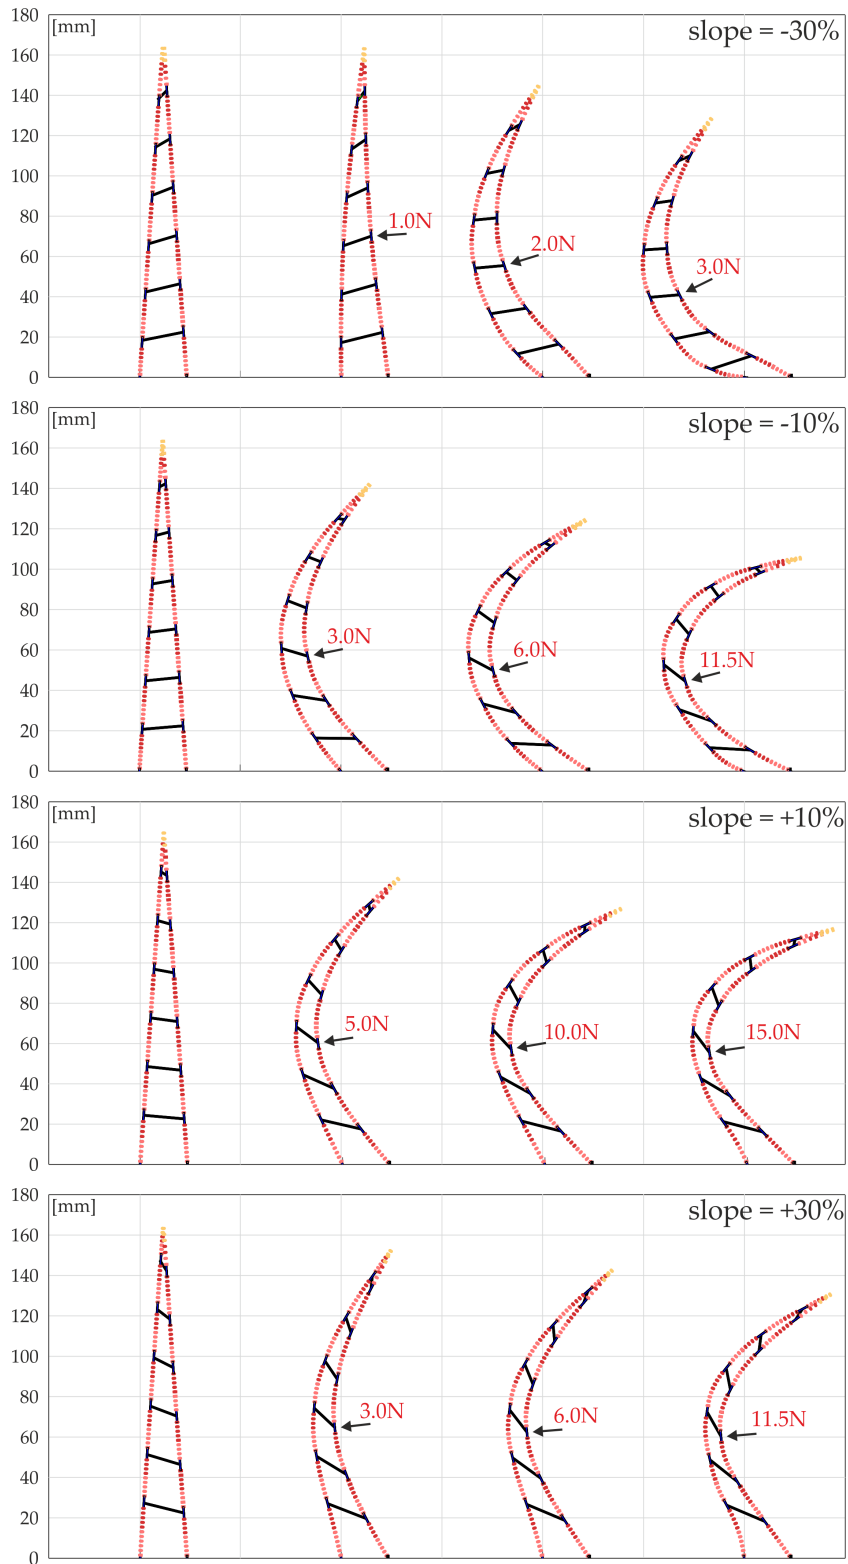 180
[mm]
slope = -30%
160
140
120
100
80
1.0N
2.0N
60
3.0N
40
20
0
180
[mm]
slope = -10%
160
140
120
100
80
3.0N
6.0N
60
11.5N
40
20
0
180
[mm]
slope = +10%
160
140
120
100
80
5.0N
10.0N
15.0N
60
40
20
0
180
[mm]
slope = +30%
160
140
120
100
80
3.0N
6.0N
11.5N
60
40
20
0